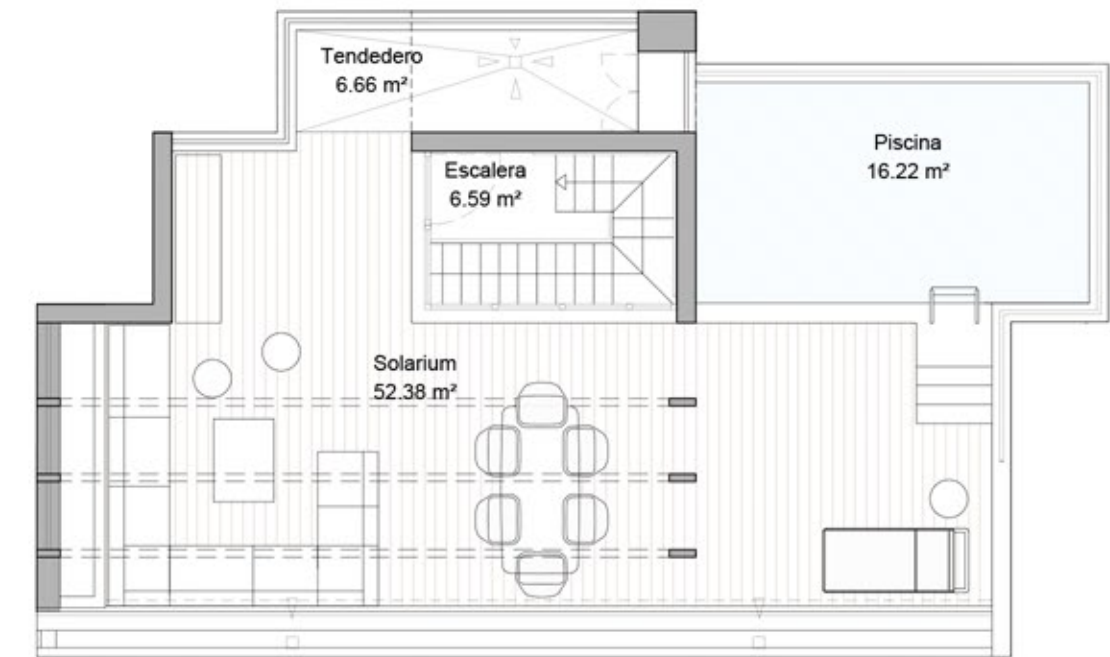 Tendedero
6.66 m²
Escalera
6.59 m²
Piscina
16.22 m²
Solarium
52.38 m²